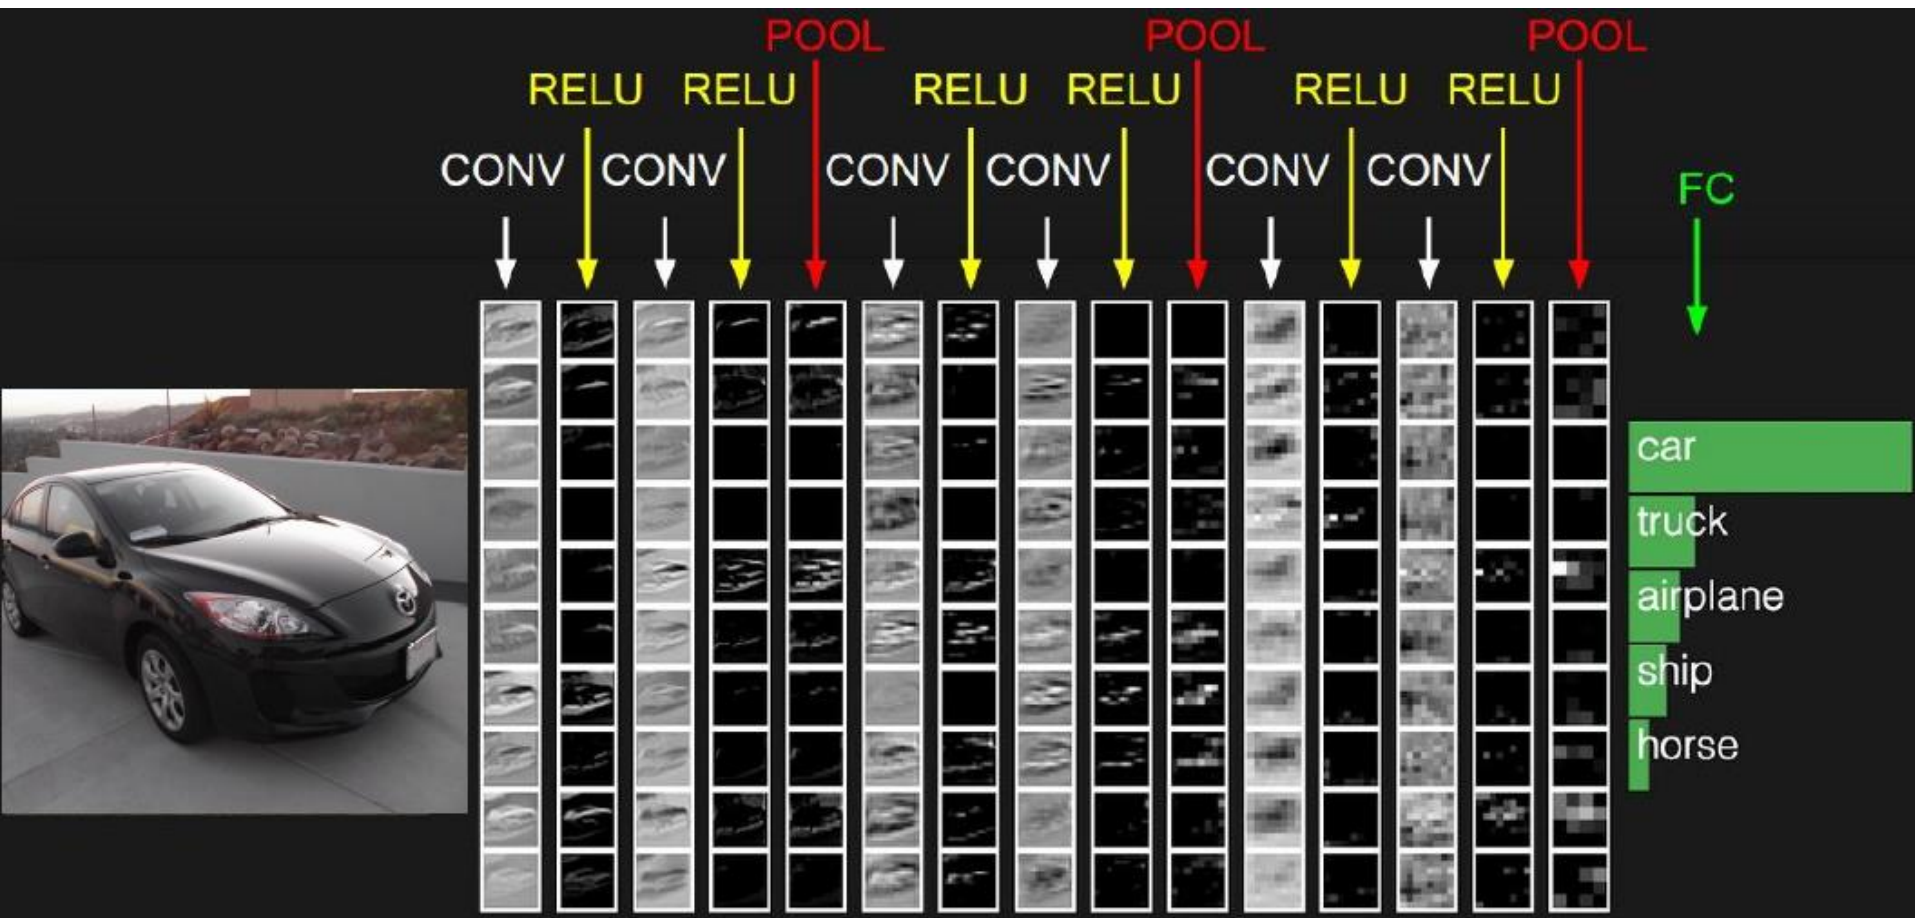 POOL POOL POOL
RELU RELU RELU RELU RELU RELU
CONV CONV CONV CONV CONV CONV
FC
car
truck
airplane
ship
horse